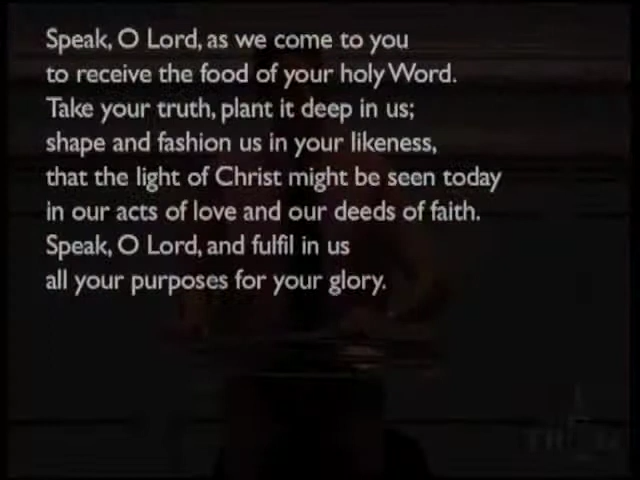 Speak, O Lord, as we come to you
to receive the food of your holy Word.
Take your truth, plant it deep in us;
shape and fashion us in your likeness,
that the light of Christ might be seen today
in our acts of love and our deeds of faith.
Speak, O Lord, and fulfil in us
all your purposes for your glory.